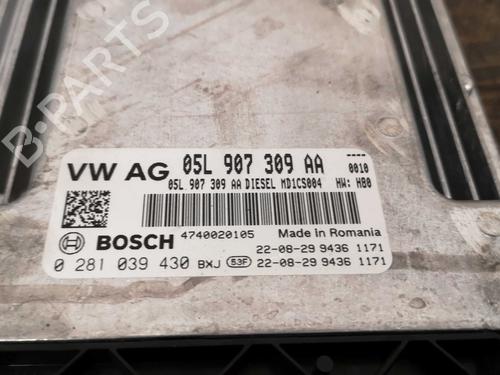 B-Parts
VW AG 05L 907 309 AA ----
0010
05L 907 309 AA DIESEL MD1CS004 HW: H80
BOSCH 4740020105 Made in Romania
22-08-29 9436 1171
0 281 039 430 BXJ 53F 22-08-29 9436 1171